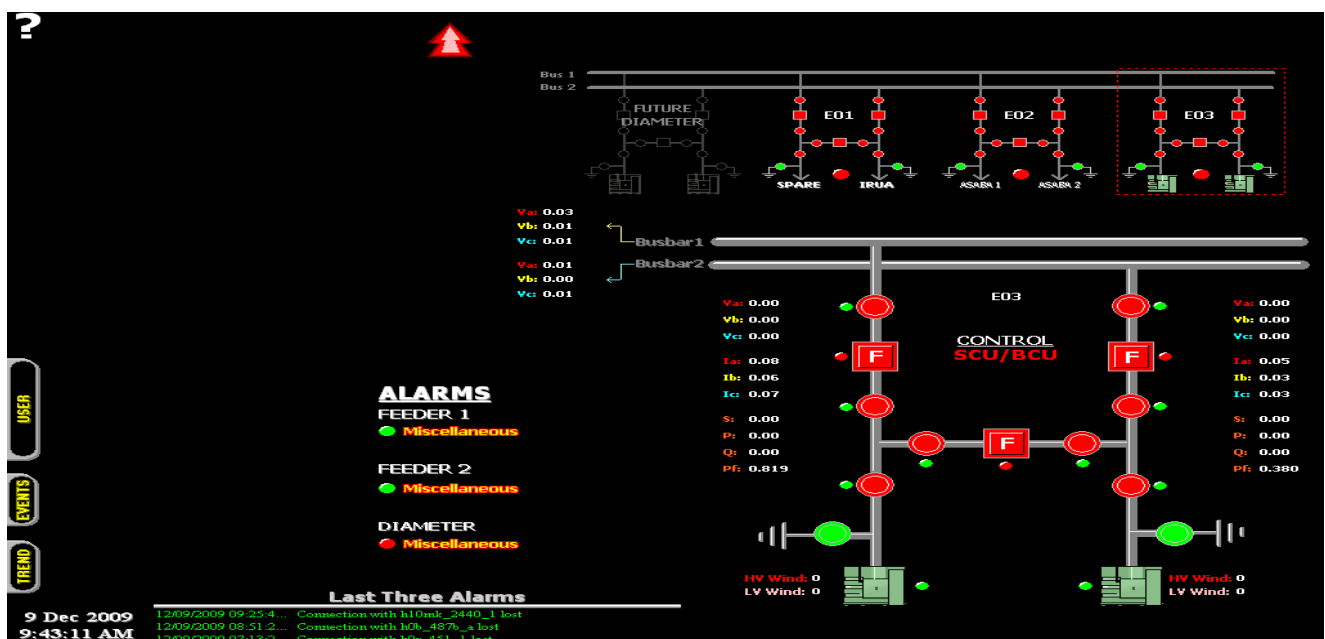 ?
Bus 1
Bus 2
FUTURE
DIAMETER
E01
E02
E03
SPARE
IRUA
ASABA 1
ASABA 2
Va: 0.03
Vb: 0.01
Vc: 0.01
Va: 0.01
Vb: 0.00
Vc: 0.01
Busbar1
Busbar2
E03
CONTROL
SCU/BCU
Va: 0.00
Vb: 0.00
Vc: 0.00
Ia: 0.08
Ib: 0.06
Ic: 0.07
S: 0.00
P: 0.00
Q: 0.00
Pf: 0.819
F
F
F
Va: 0.00
Vb: 0.00
Vc: 0.00
Ia: 0.05
Ib: 0.03
Ic: 0.03
S: 0.00
P: 0.00
Q: 0.00
Pf: 0.380
HV Wind: 0
LV Wind: 0
HV Wind: 0
LV Wind: 0
USER
EVENTS
TREND
ALARMS
FEEDER 1
Miscellaneous
FEEDER 2
Miscellaneous
DIAMETER
Miscellaneous
Last Three Alarms
9 Dec 2009
9:43:11 AM
12/09/2009 09:25:4... Connection with h10mk_2440_1 lost
12/09/2009 08:51:2... Connection with h0b_487b_a lost